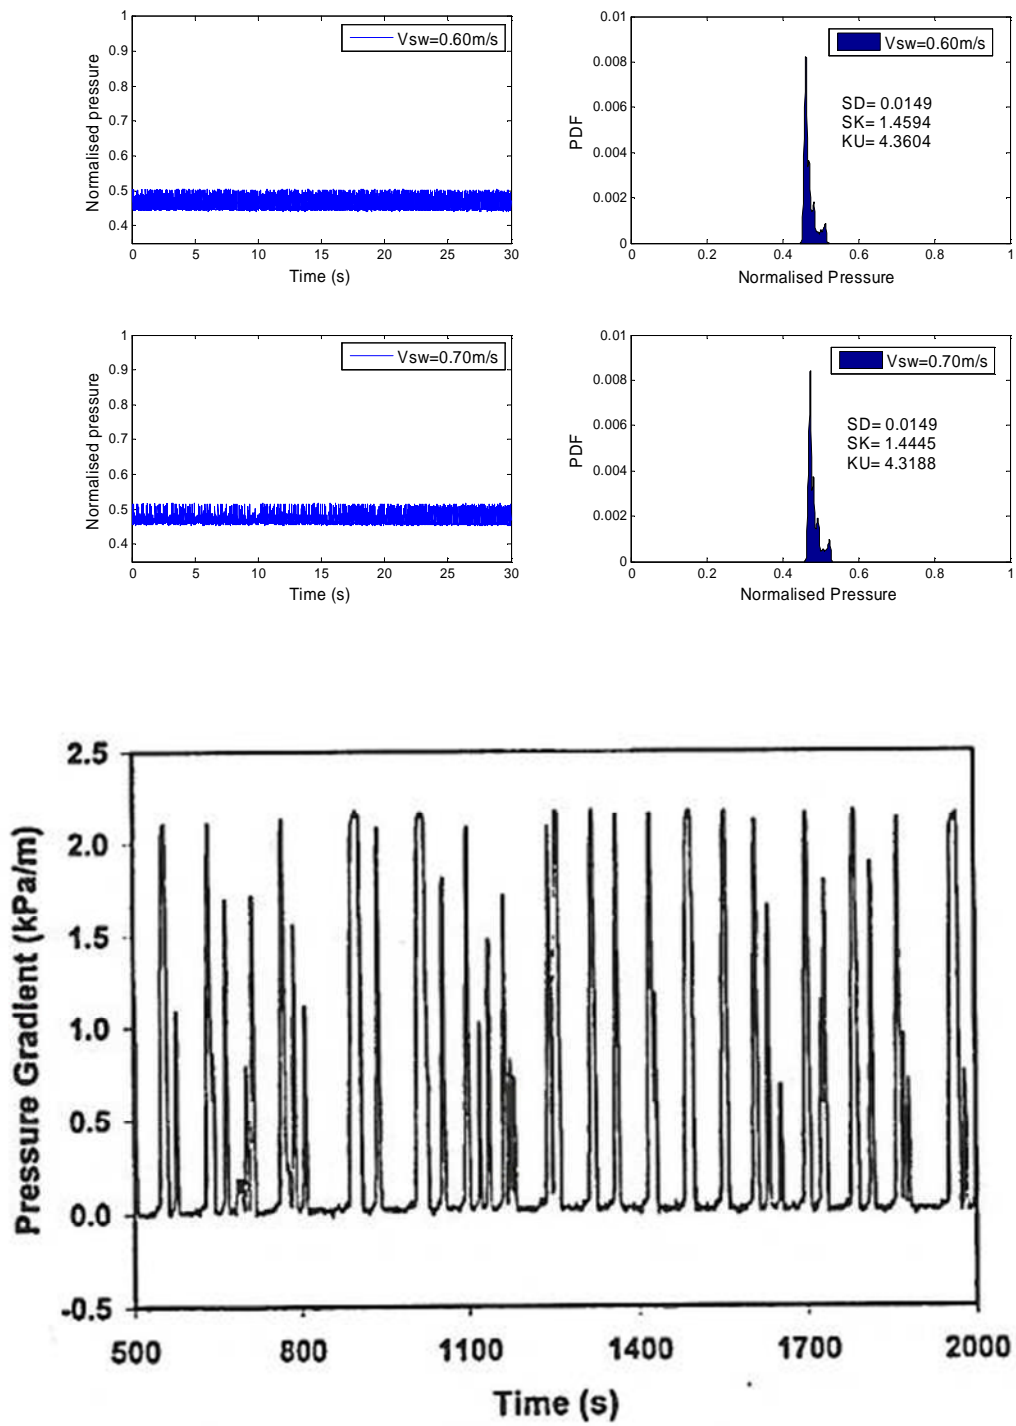 1
0.9
0.8
0.7
0.6
0.5
0.4
Normalised pressure
Vsw=0.60m/s
0 5 10 15 20 25 30
Time (s)
0.01
0.008
0.006
0.004
0.002
0
PDF
Vsw=0.60m/s
SD= 0.0149
SK= 1.4594
KU= 4.3604
0 0.2 0.4 0.6 0.8 1
Normalised Pressure
1
0.9
0.8
0.7
0.6
0.5
0.4
Normalised pressure
Vsw=0.70m/s
0 5 10 15 20 25 30
Time (s)
0.01
0.008
0.006
0.004
0.002
0
PDF
Vsw=0.70m/s
SD= 0.0149
SK= 1.4445
KU= 4.3188
0 0.2 0.4 0.6 0.8 1
Normalised Pressure
2.5
2.0
1.5
1.0
0.5
0.0
-0.5
Pressure Gradient (kPa/m)
500 800 1100 1400 1700 2000
Time (s)